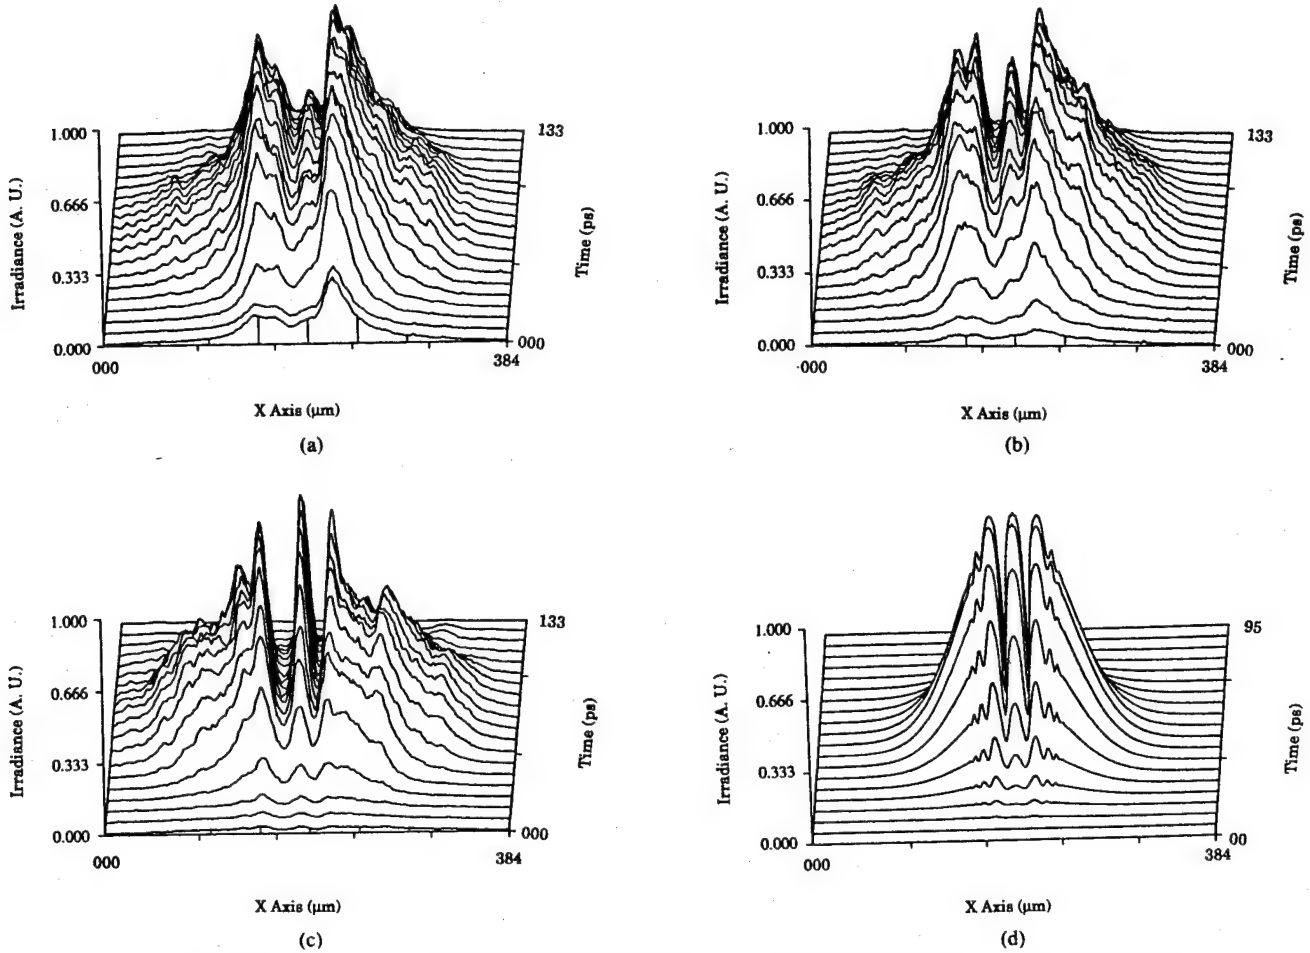 1.000
0.666
0.333
0.000
Irradiance (A. U.)
133
Time (ps)
000
000
384
X Axis (μm)
(a)
1.000
0.666
0.333
0.000
Irradiance (A. U.)
133
Time (ps)
000
·000
384
X Axis (μm)
(b)
1.000
0.666
0.333
0.000
Irradiance (A. U.)
133
Time (ps)
000
000
384
X Axis (μm)
(c)
1.000
0.666
0.333
0.000
Irradiance (A. U.)
95
Time (ps)
00
000
384
X Axis (μm)
(d)